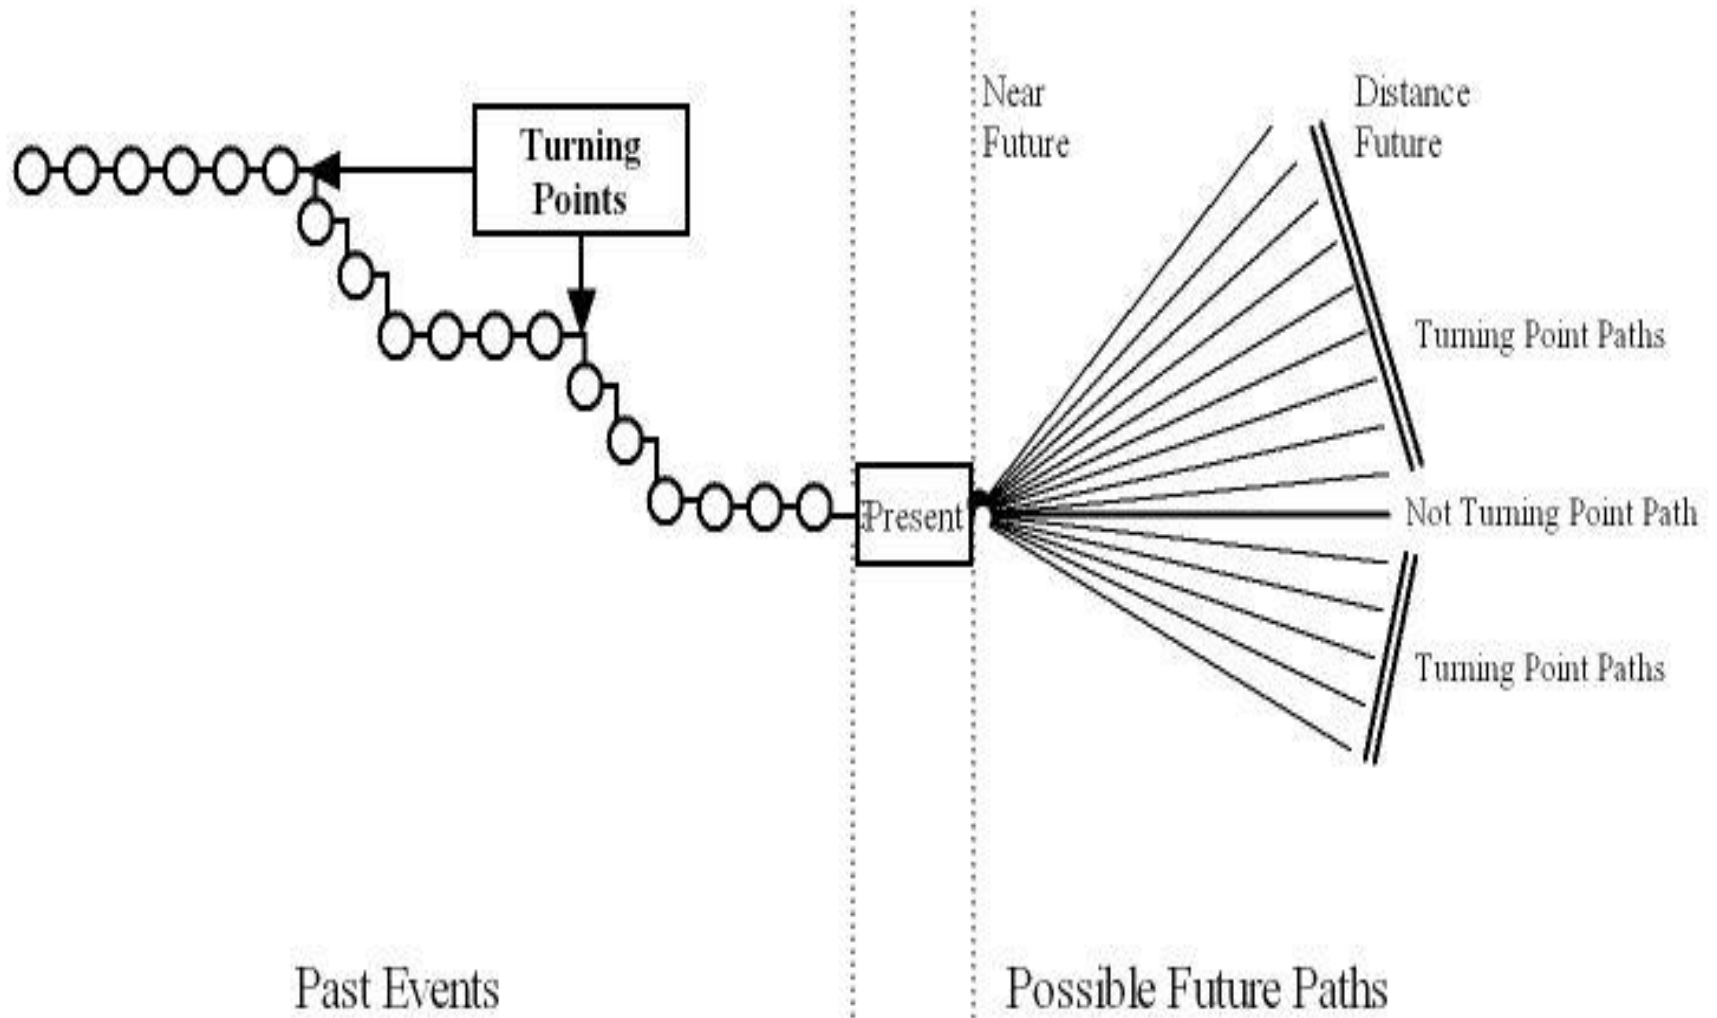 Turning
Points
Near
Future
Distance
Future
Turning Point Paths
Present
Not Turning Point Path
Turning Point Paths
Past Events
Possible Future Paths